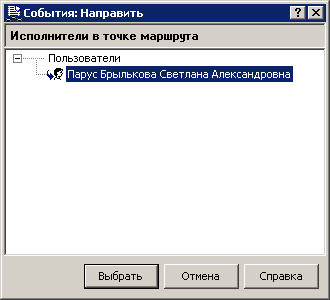 События: Направить
Исполнители в точке маршрута
Пользователи
Парус Брылькова Светлана Александровна
Выбрать Отмена Справка